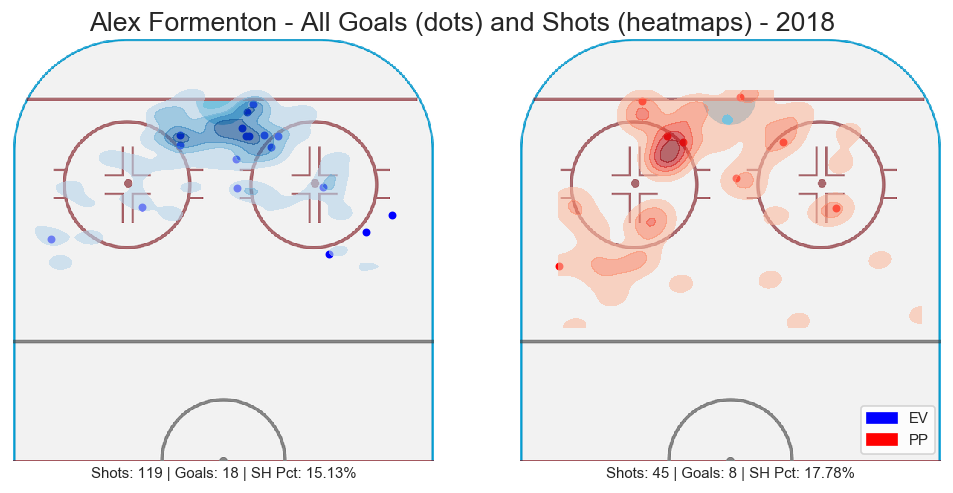 Alex Formenton - All Goals (dots) and Shots (heatmaps) - 2018
EV
PP
Shots: 119 | Goals: 18 | SH Pct: 15.13%
Shots: 45 | Goals: 8 | SH Pct: 17.78%